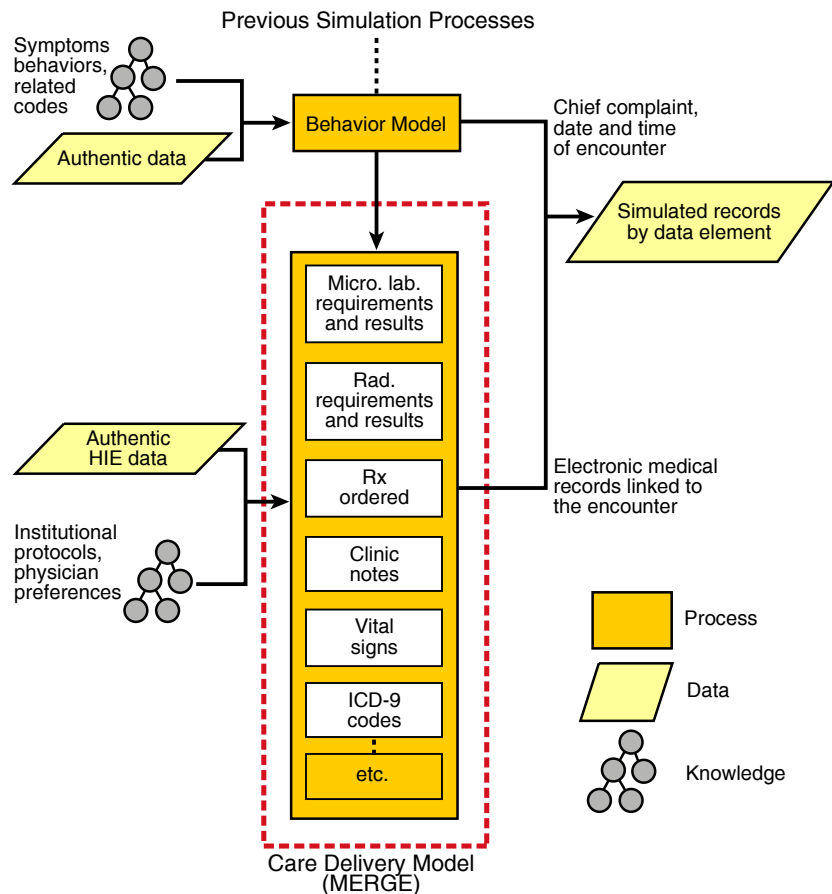 Previous Simulation Processes
Symptoms
behaviors,
related
codes
Authentic data
Behavior Model
Chief complaint,
date and time
of encounter
Simulated records
by data element
Micro. lab.
requirements
and results
Rad.
requirements
and results
Authentic
HIE data
Rx
ordered
Electronic medical
records linked to
the encounter
Institutional
protocols,
physician
preferences
Clinic
notes
Vital
signs
ICD-9
codes
etc.
Process
Data
Knowledge
Care Delivery Model
(MERGE)